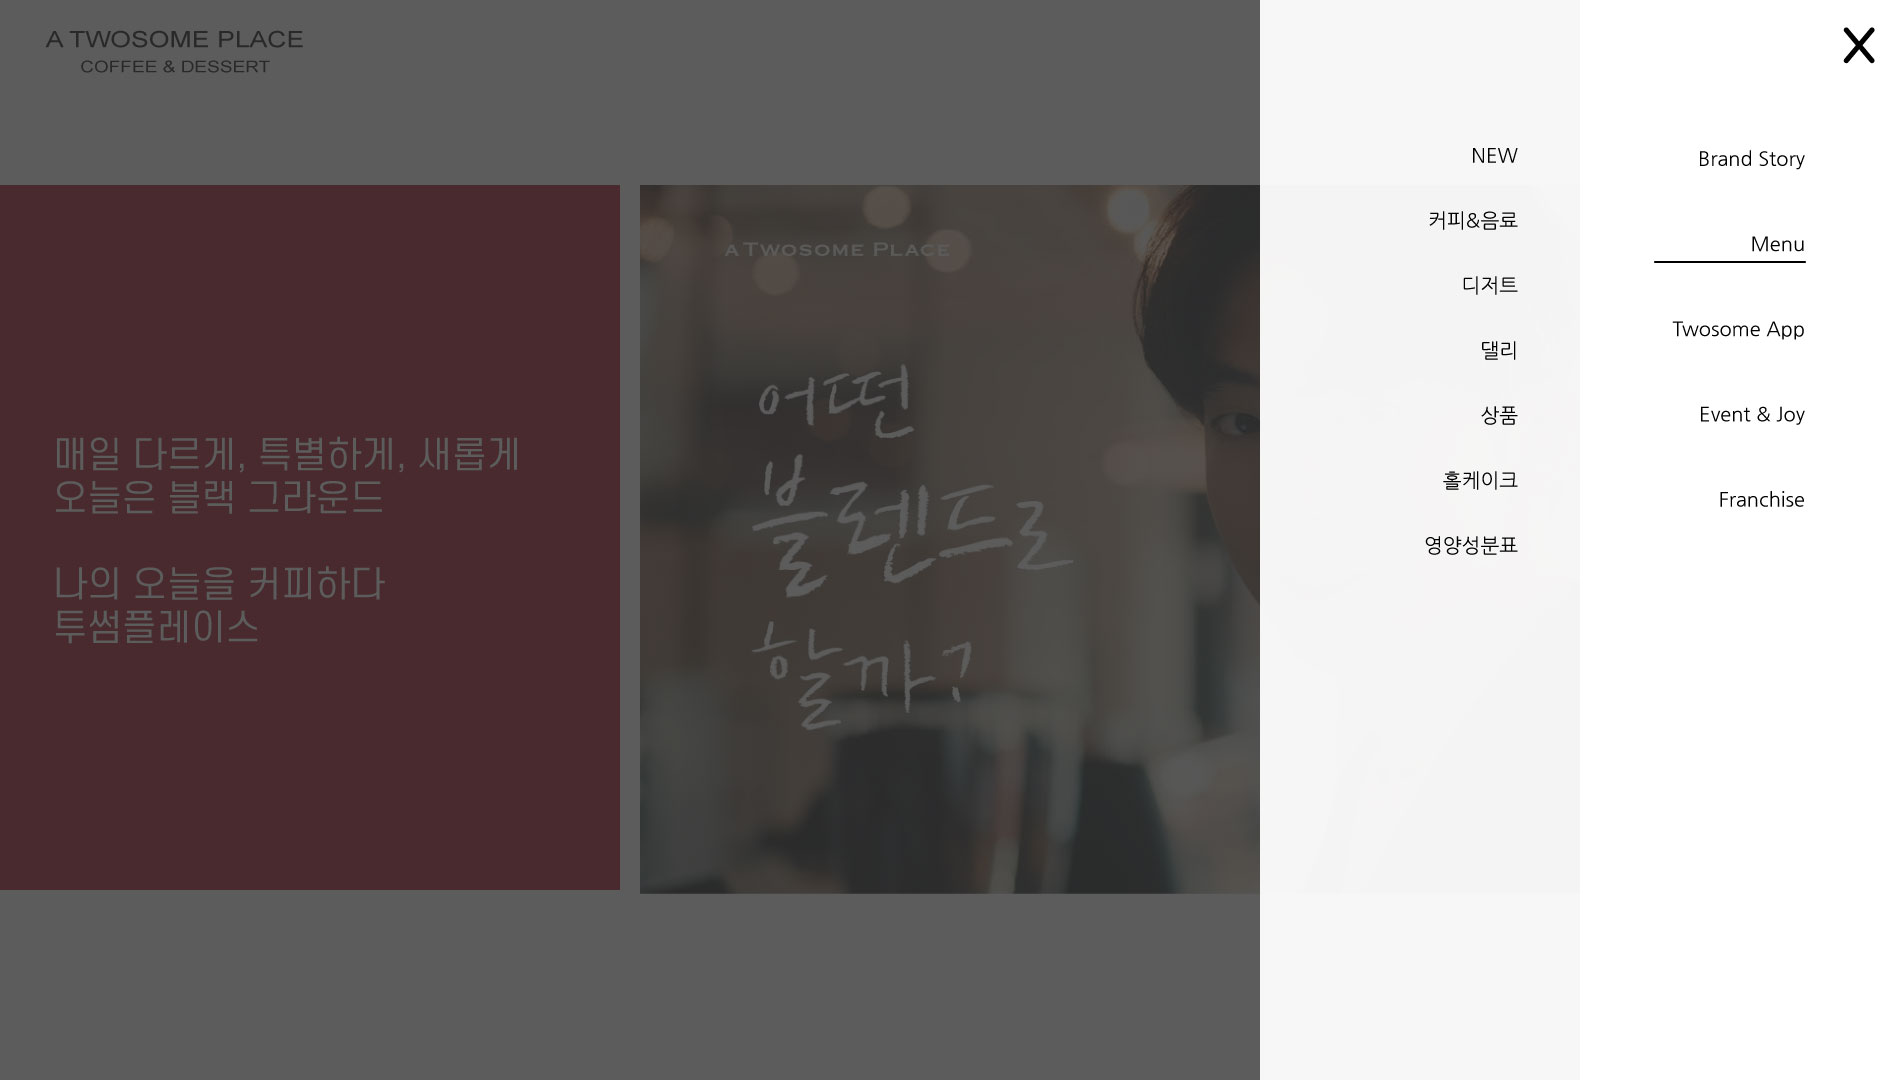 A TWOSOME PLACE
COFFEE & DESSERT
매일 다르게, 특별하게, 새롭게
오늘은 블랙 그라운드
나의 오늘을 커피하다
투썸플레이스
A TWOSOME PLACE
어떤
블렌드로
할까?
NEW
커피&음료
디저트
댈리
상품
홀케이크
영양성분표
X
Brand Story
Menu
Twosome App
Event & Joy
Franchise